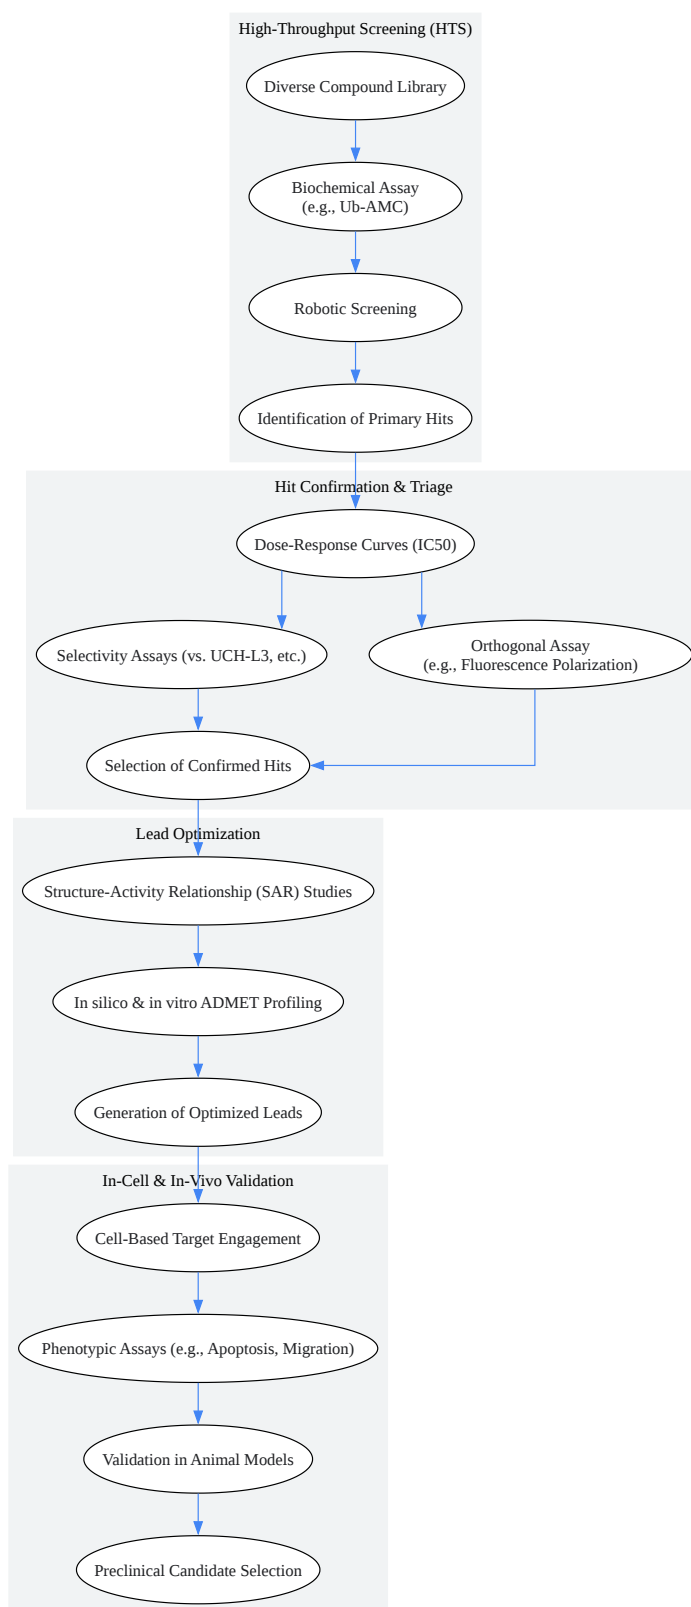 High-Throughput Screening (HTS)
Diverse Compound Library
Biochemical Assay
(e.g., Ub-AMC)
Robotic Screening
Identification of Primary Hits
Hit Confirmation & Triage
Dose-Response Curves (IC50)
Selectivity Assays (vs. UCH-L3, etc.)
Orthogonal Assay
(e.g., Fluorescence Polarization)
Selection of Confirmed Hits
Lead Optimization
Structure-Activity Relationship (SAR) Studies
In silico & in vitro ADMET Profiling
Generation of Optimized Leads
In-Cell & In-Vivo Validation
Cell-Based Target Engagement
Phenotypic Assays (e.g., Apoptosis, Migration)
Validation in Animal Models
Preclinical Candidate Selection